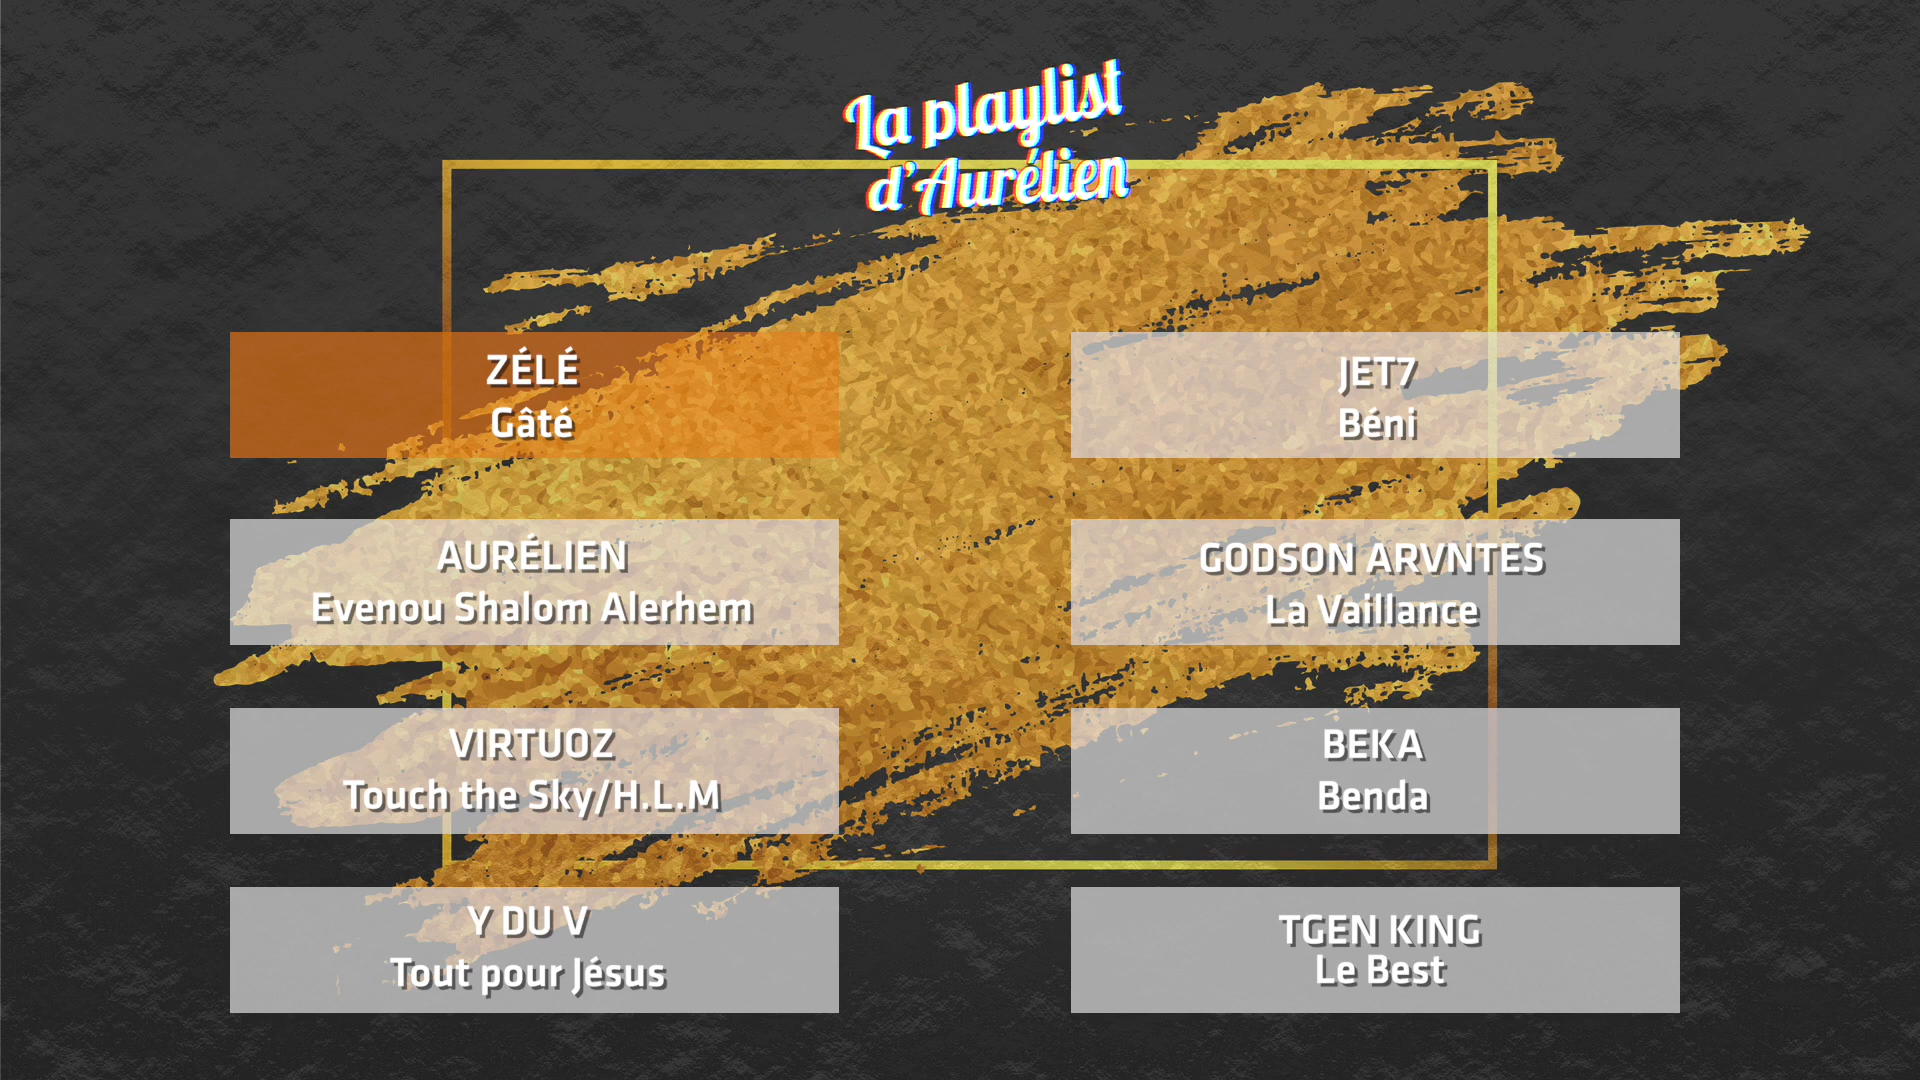 La playlist
d'Aurélien
ZÉLÉ
Gâté
JET7
Béni
AURÉLIEN
Evenou Shalom Alerhem
GODSON ARVNTES
La Vaillance
VIRTUOZ
Touch the Sky/H.L.M
BEKA
Benda
Y DU V
Tout pour Jésus
TGEN KING
Le Best